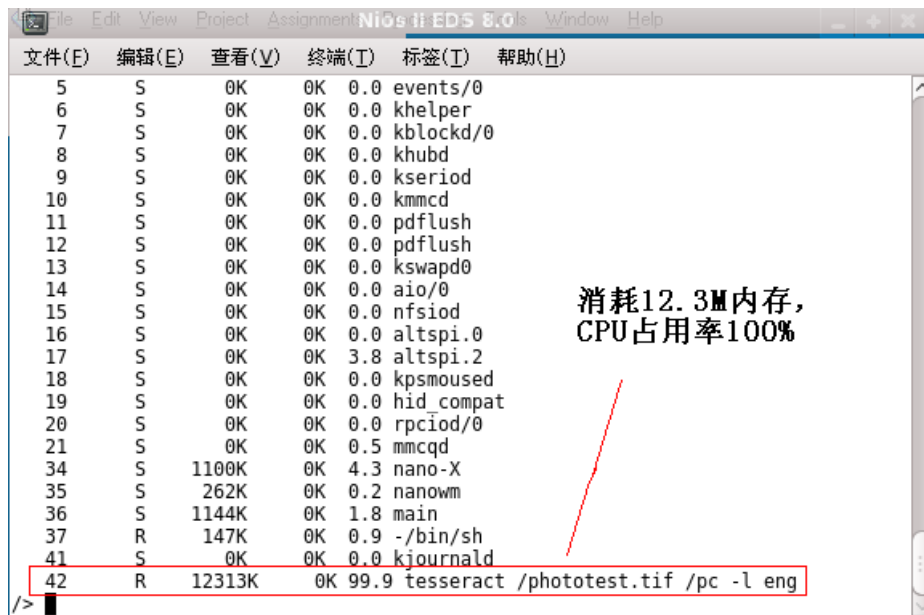 File Edit View Project Assignments Nios II EDS 8.0 Tools Window Help
文件(F) 编辑(E) 查看(V) 终端(T) 标签(T) 帮助(H)
5 S 0K 0K 0.0 events/0
6 S 0K 0K 0.0 khelper
7 S 0K 0K 0.0 kblockd/0
8 S 0K 0K 0.0 khubd
9 S 0K 0K 0.0 kseriod
10 S 0K 0K 0.0 kmmcd
11 S 0K 0K 0.0 pdflush
12 S 0K 0K 0.0 pdflush
13 S 0K 0K 0.0 kswapd0
14 S 0K 0K 0.0 aio/0
15 S 0K 0K 0.0 nfsiod
16 S 0K 0K 0.0 altspi.0
17 S 0K 0K 3.8 altspi.2
18 S 0K 0K 0.0 kpsmoused
19 S 0K 0K 0.0 hid_compat
20 S 0K 0K 0.0 rpciod/0
21 S 0K 0K 0.5 mmcqd
34 S 1100K 0K 4.3 nano-X
35 S 262K 0K 0.2 nanowm
36 S 1144K 0K 1.8 main
37 R 147K 0K 0.9 -/bin/sh
41 S 0K 0K 0.0 kjournald
42 R 12313K 0K 99.9 tesseract /phototest.tif /pc -l eng
/>
消耗12.3M内存，
CPU占用率100%